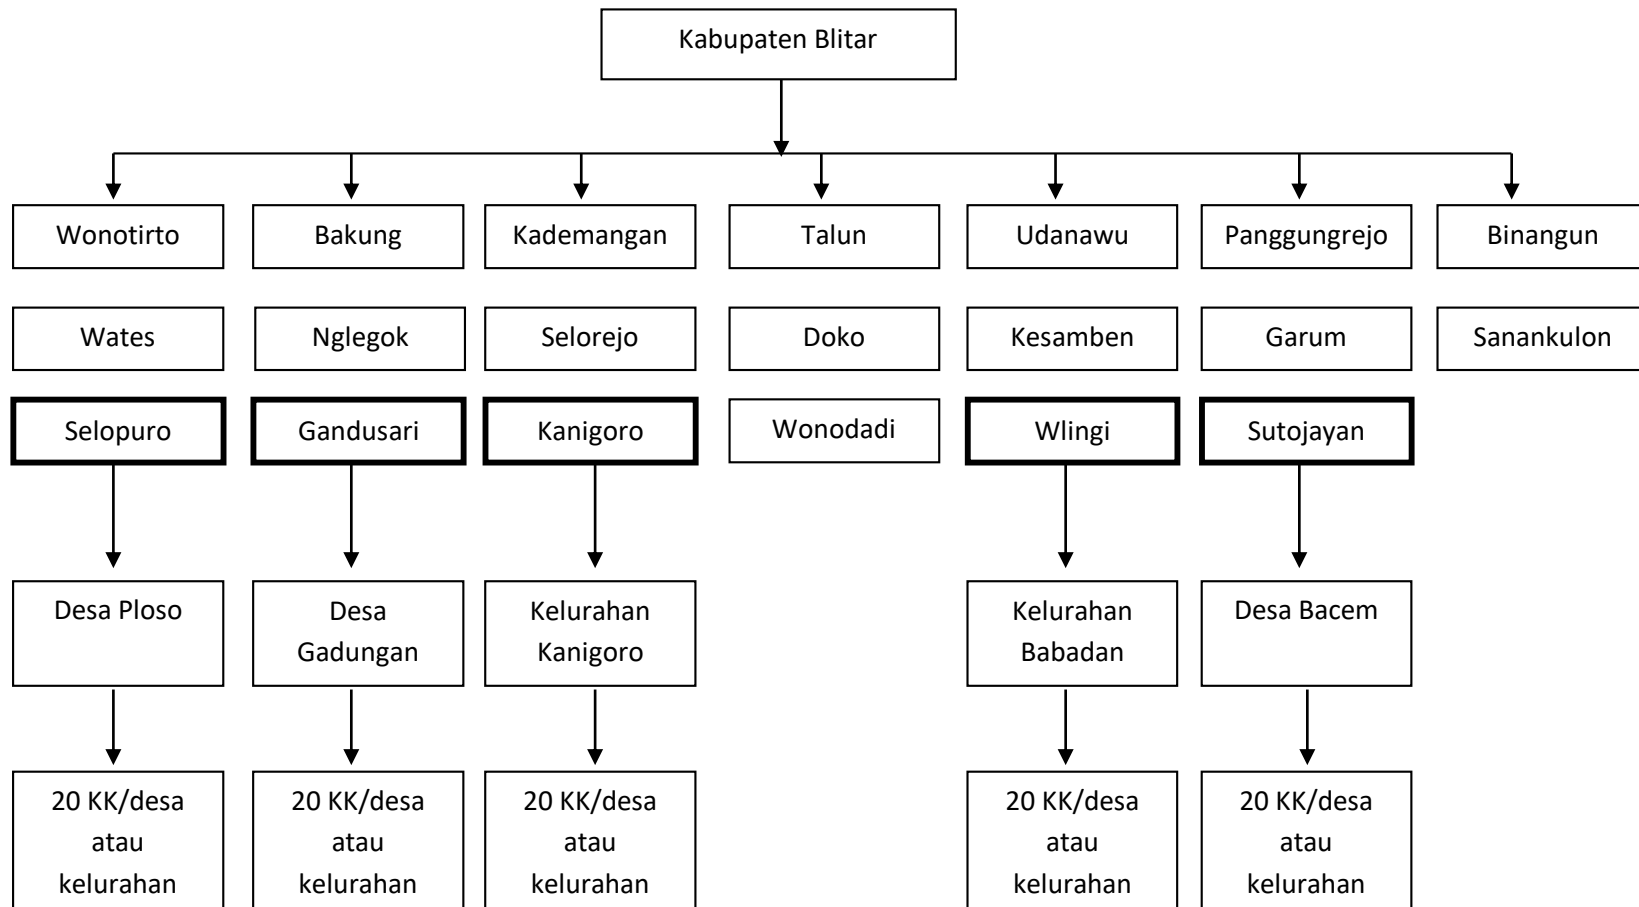 Kabupaten Blitar
Wonotirto
Bakung
Kademangan
Talun
Udanawu
Panggungrejo
Binangun
Wates
Nglegok
Selorejo
Doko
Kesamben
Garum
Sanankulon
Selopuro
Gandusari
Kanigoro
Wonodadi
Wlingi
Sutojayan
Desa Ploso
Desa
Gadungan
Kelurahan
Kanigoro
Kelurahan
Babadan
Desa Bacem
20 KK/desa
atau
kelurahan
20 KK/desa
atau
kelurahan
20 KK/desa
atau
kelurahan
20 KK/desa
atau
kelurahan
20 KK/desa
atau
kelurahan